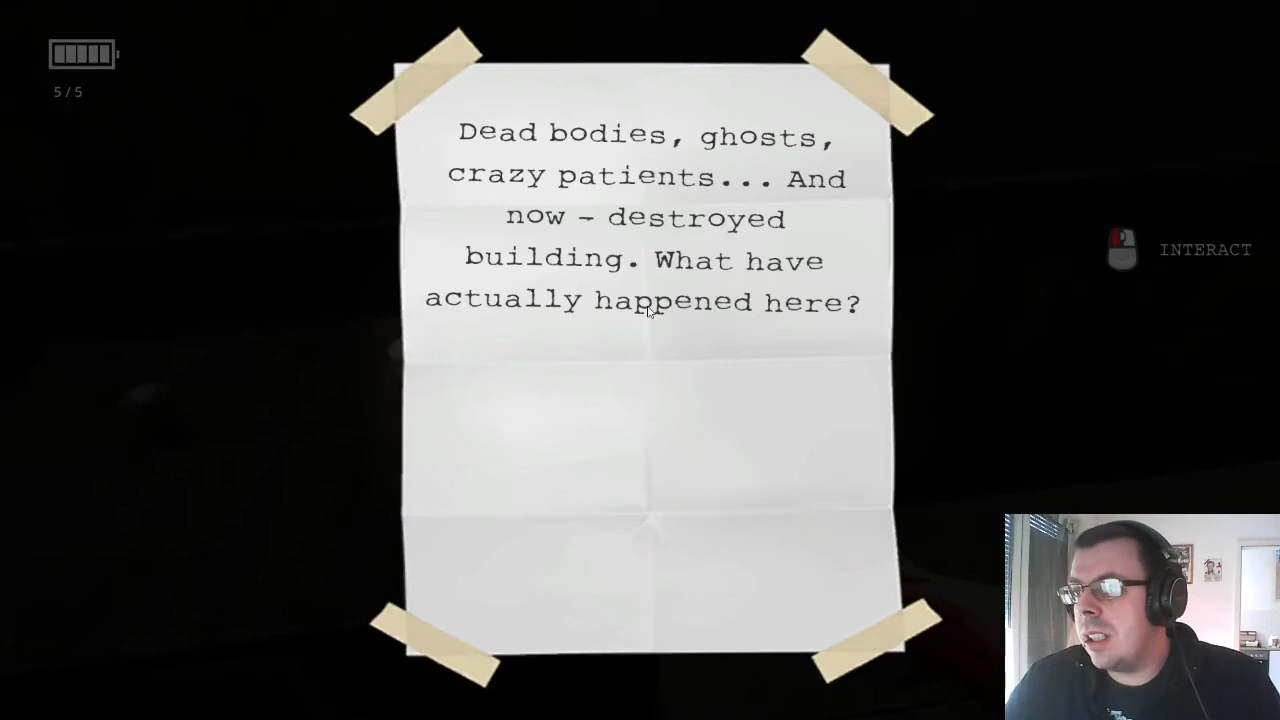 5 / 5
Dead bodies, ghosts,
crazy patients... And
now - destroyed
building. What have
actually happened here?
INTERACT